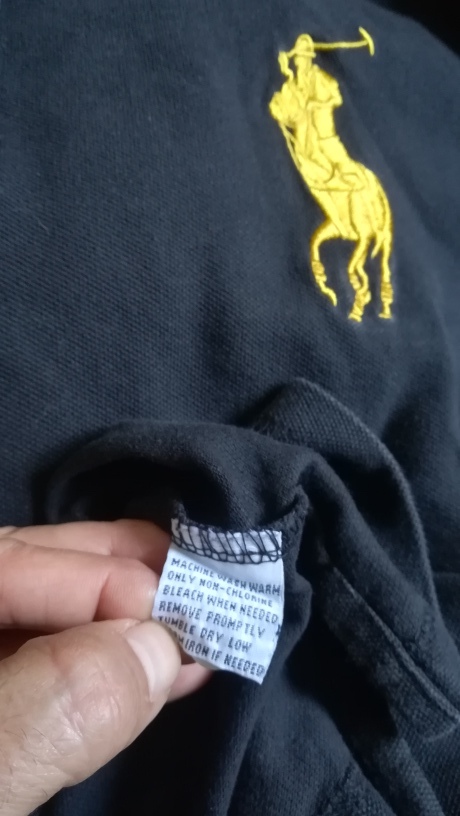 MACHINE WASH WARM
ONLY NON-CHLORINE
BLEACH WHEN NEEDED
REMOVE PROMPTLY
TUMBLE DRY LOW
IRON IF NEEDED